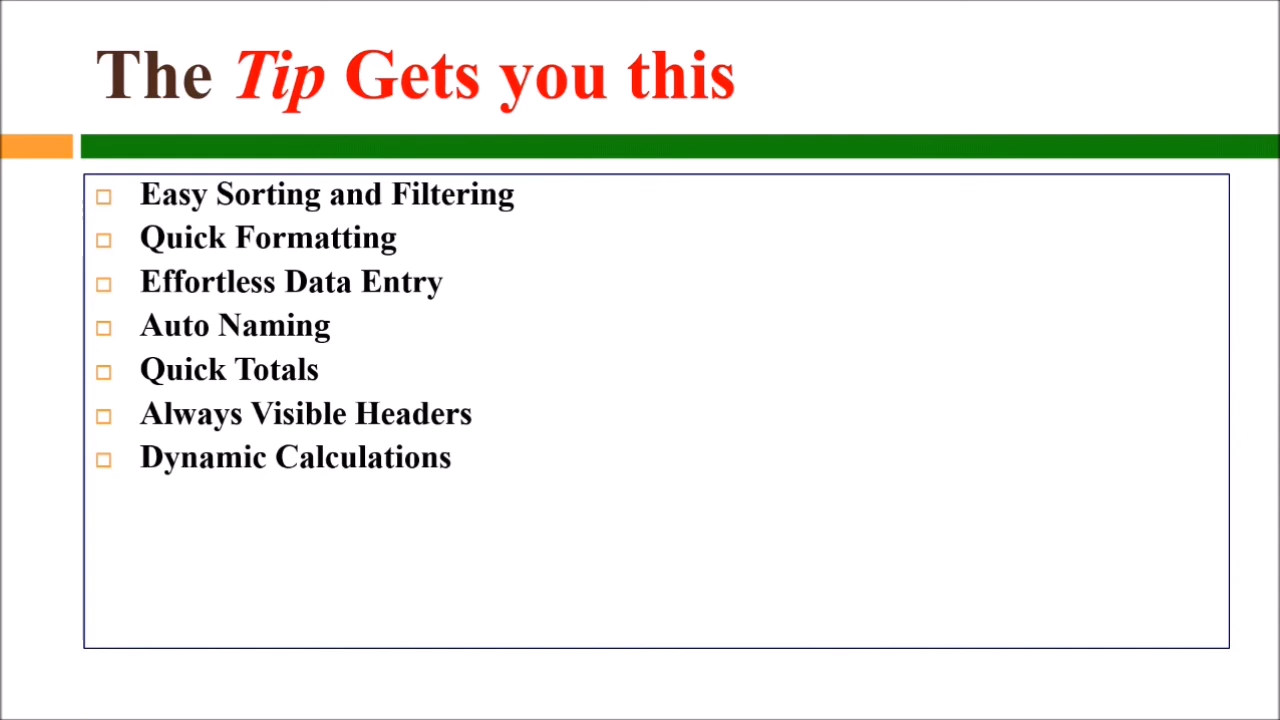 The Tip Gets you this
Easy Sorting and Filtering
Quick Formatting
Effortless Data Entry
Auto Naming
Quick Totals
Always Visible Headers
Dynamic Calculations